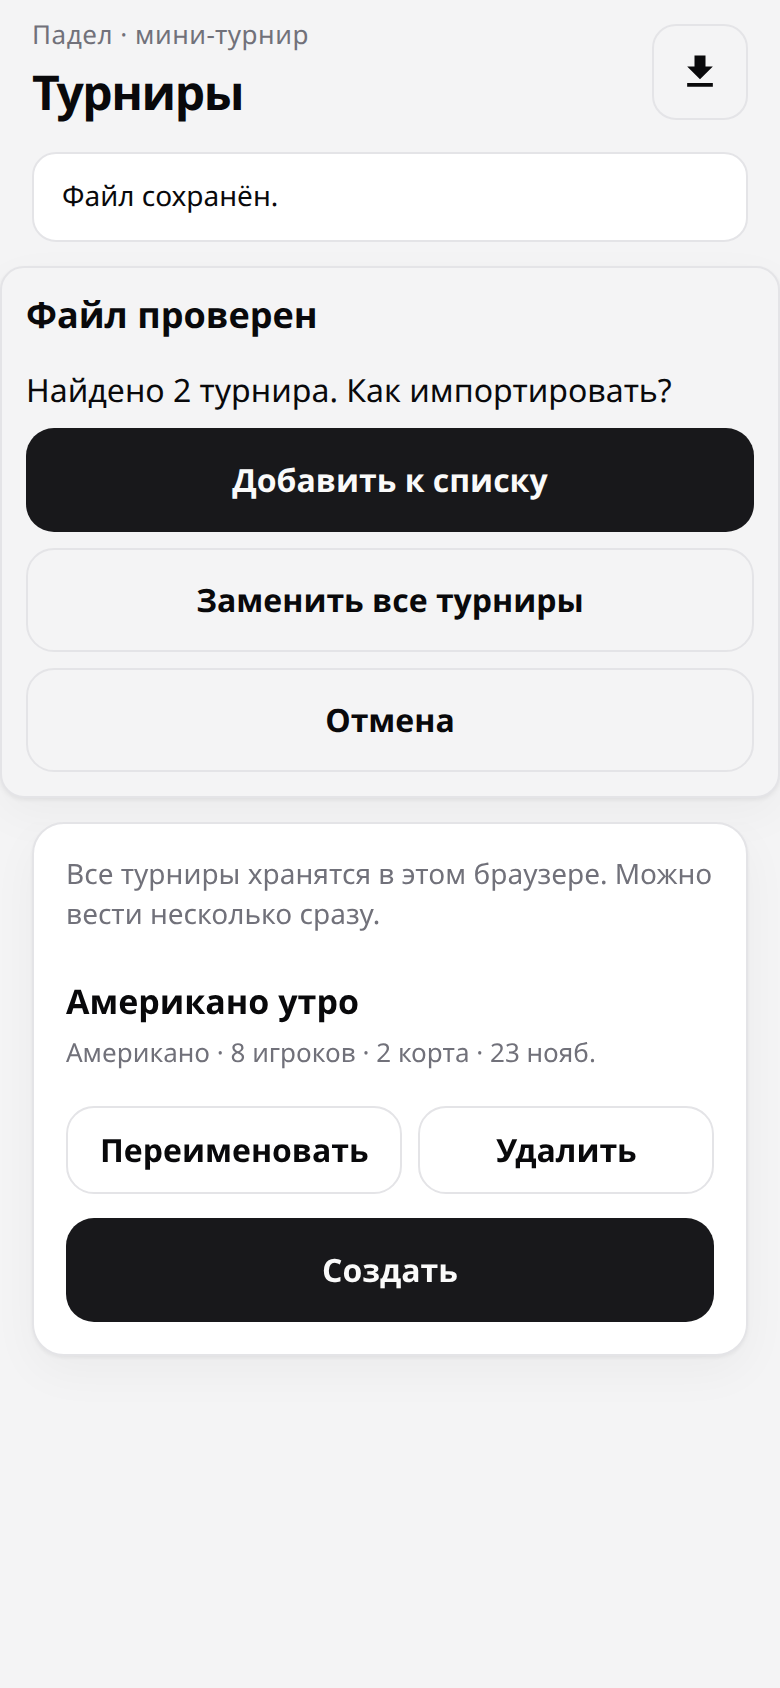 Падел · мини-турнир
Турниры
Файл сохранён.
Файл проверен
Найдено 2 турнира. Как импортировать?
Добавить к списку
Заменить все турниры
Отмена
Все турниры хранятся в этом браузере. Можно
вести несколько сразу.
Американо утро
Американо · 8 игроков · 2 корта · 23 нояб.
Переименовать
Удалить
Создать